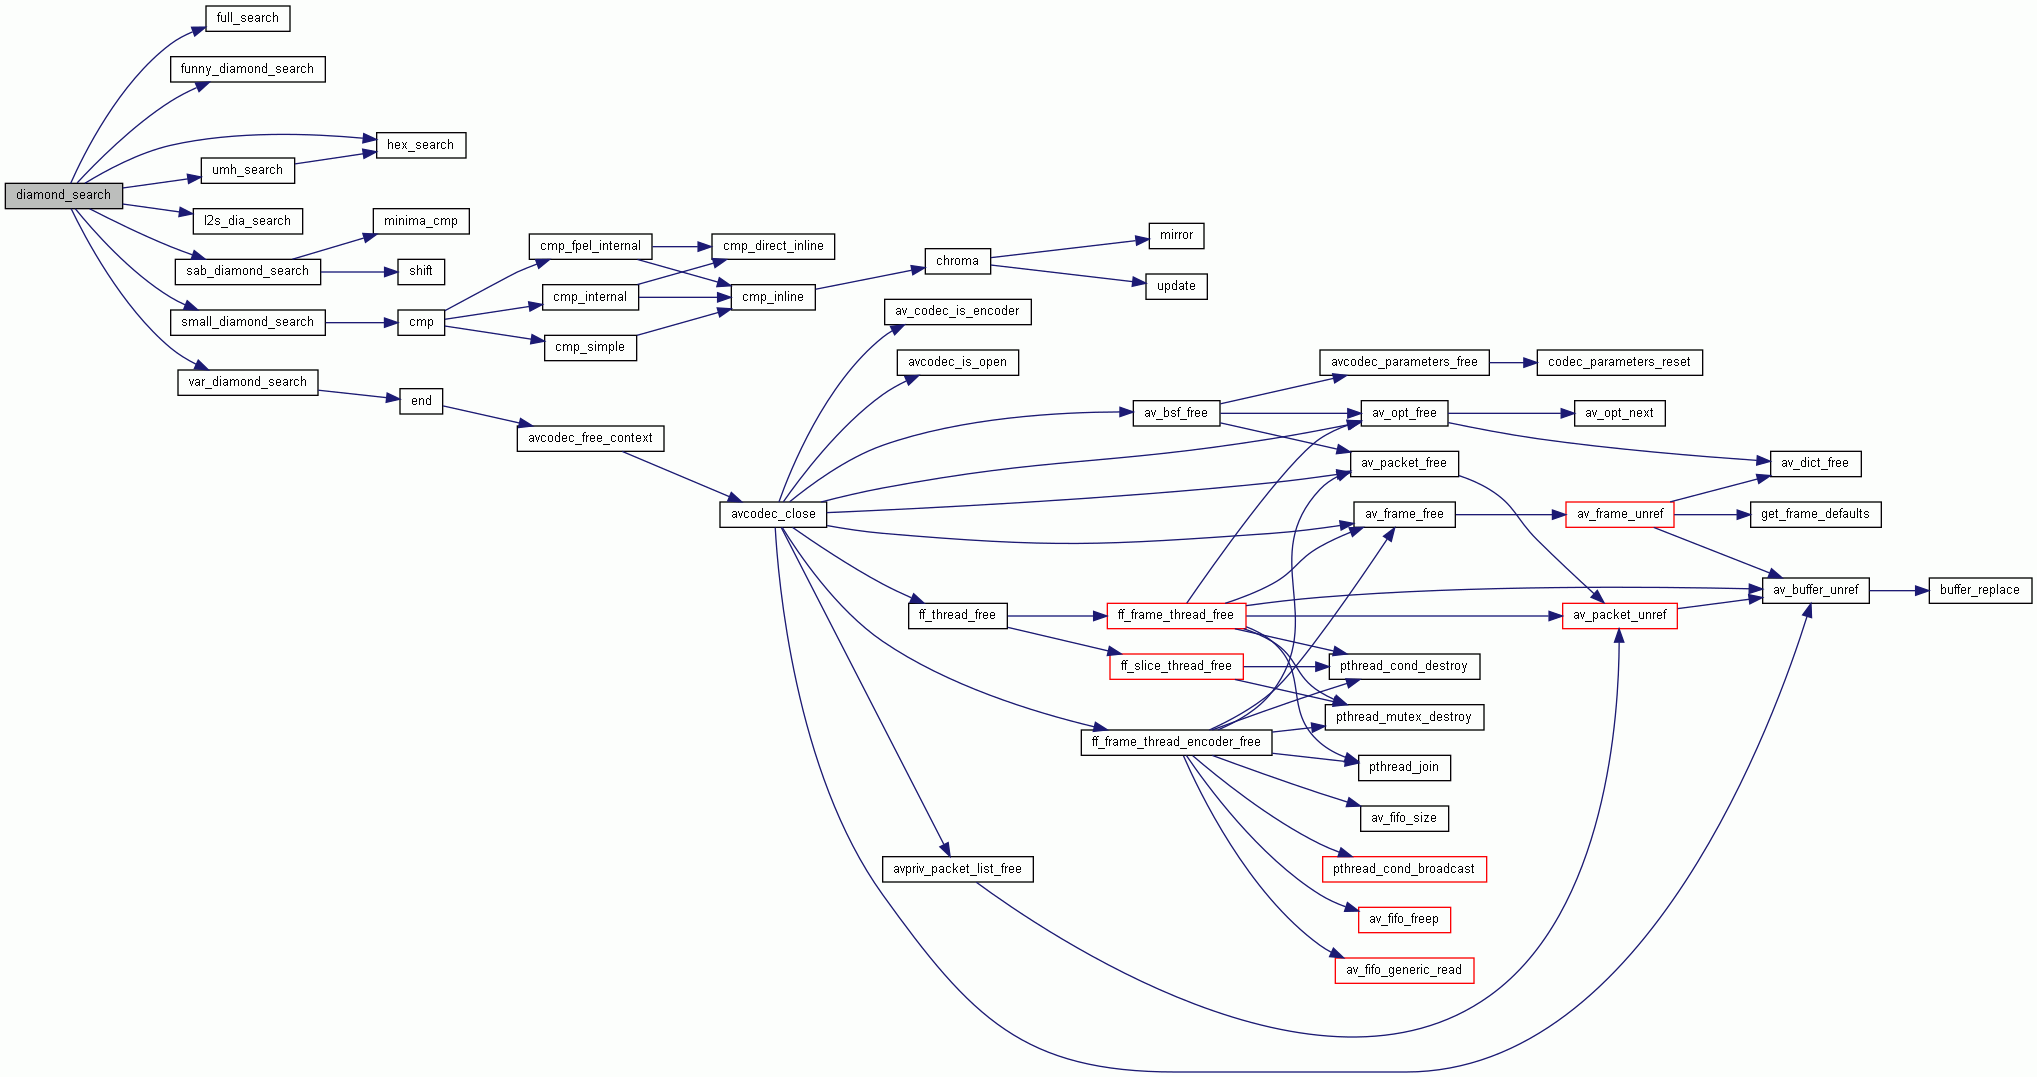 full_search
funny_diamond_search
hex_search
umh_search
diamond_search
l2s_dia_search
minima_cmp
sab_diamond_search
shift
small_diamond_search
cmp
var_diamond_search
end
cmp_fpel_internal
cmp_direct_inline
cmp_internal
cmp_inline
cmp_simple
chroma
mirror
update
avcodec_free_context
avcodec_close
av_codec_is_encoder
avcodec_is_open
av_bsf_free
avcodec_parameters_free
codec_parameters_reset
av_opt_free
av_opt_next
av_packet_free
av_dict_free
av_frame_free
av_frame_unref
get_frame_defaults
ff_thread_free
ff_frame_thread_free
av_packet_unref
av_buffer_unref
buffer_replace
ff_slice_thread_free
pthread_cond_destroy
pthread_mutex_destroy
ff_frame_thread_encoder_free
pthread_join
av_fifo_size
avpriv_packet_list_free
pthread_cond_broadcast
av_fifo_freep
av_fifo_generic_read